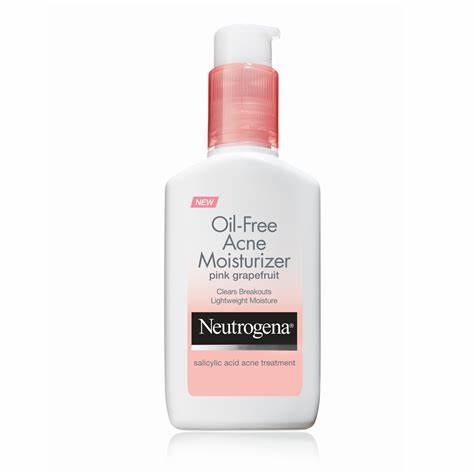 NEW
Oil-Free
Acne
Moisturizer
pink grapefruit
Clears Breakouts
Lightweight Moisture
Neutrogena®
salicylic acid acne treatment